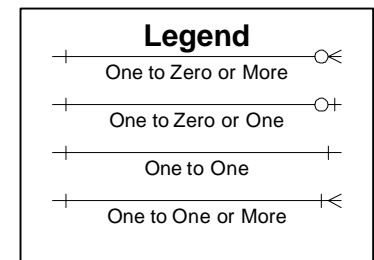 Legend
One to Zero or More
One to Zero or One
One to One
One to One or More